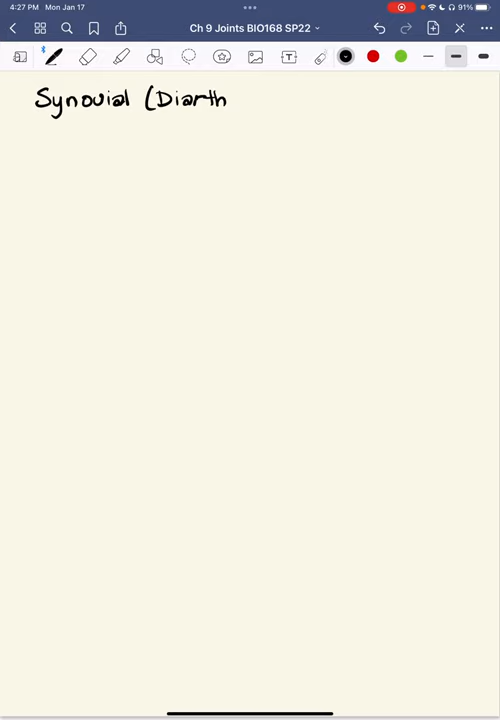 4:27 PM Mon Jan 17
91%
Ch 9 Joints BIO168 SP22
T
Synovial (Diarth